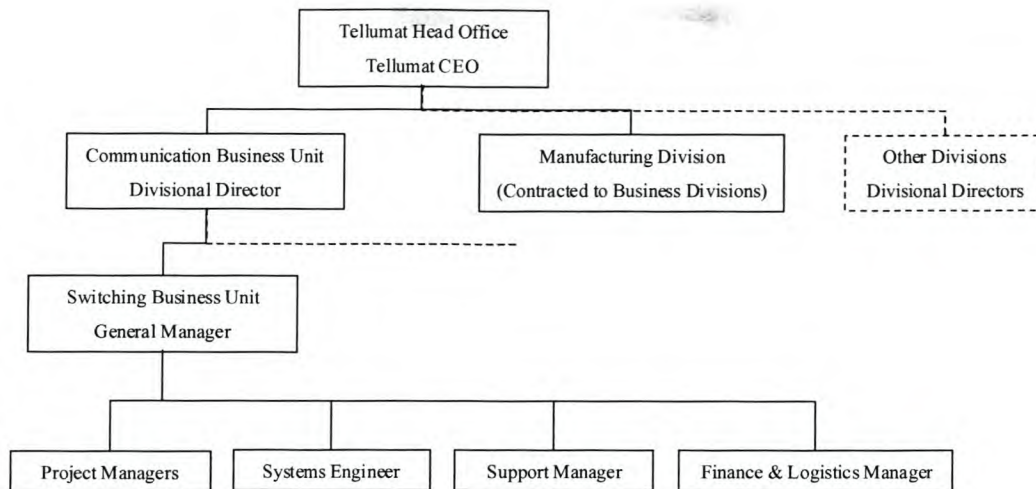 Tellumat Head Office
Tellumat CEO
Communication Business Unit
Divisional Director
Manufacturing Division
(Contracted to Business Divisions)
Other Divisions
Divisional Directors
Switching Business Unit
General Manager
Project Managers
Systems Engineer
Support Manager
Finance & Logistics Manager